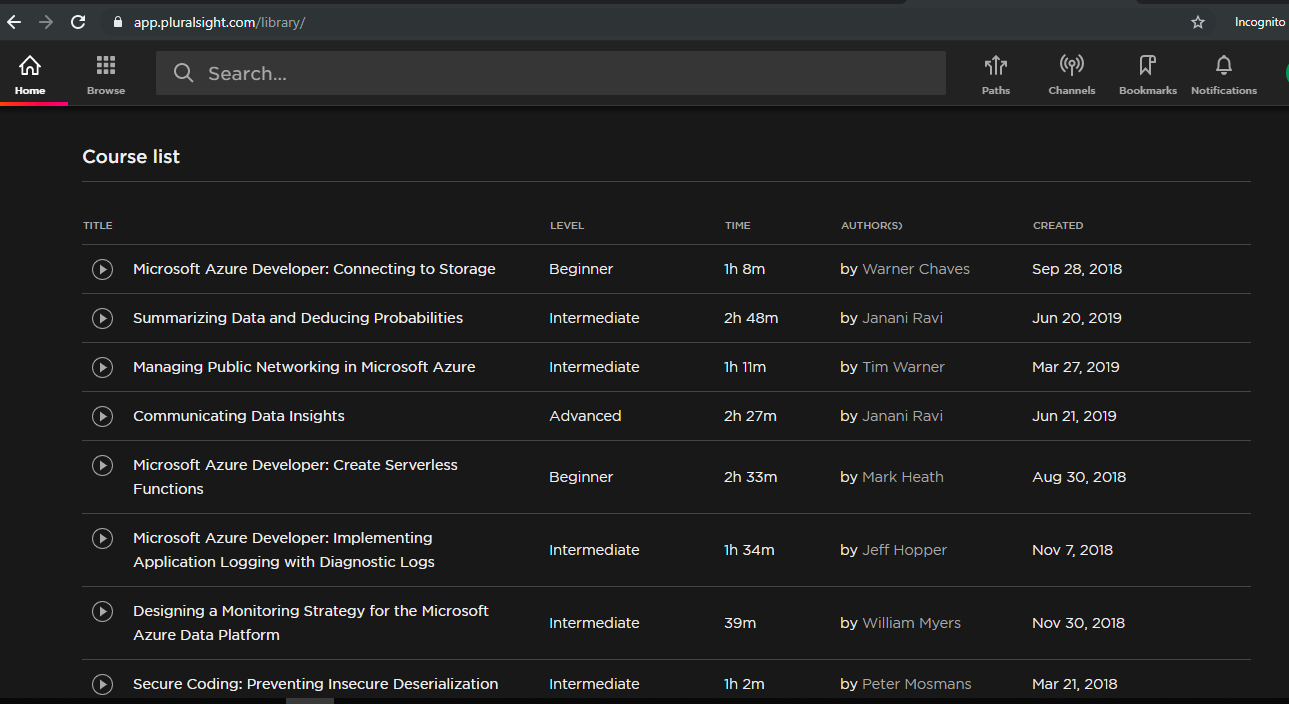 app.pluralsight.com/library/
Incognito
Home
Browse
Search...
Paths
Channels
Bookmarks
Notifications
Course list
TITLE LEVEL TIME AUTHOR(S) CREATED
Microsoft Azure Developer: Connecting to Storage Beginner 1h 8m by Warner Chaves Sep 28, 2018
Summarizing Data and Deducing Probabilities Intermediate 2h 48m by Janani Ravi Jun 20, 2019
Managing Public Networking in Microsoft Azure Intermediate 1h 11m by Tim Warner Mar 27, 2019
Communicating Data Insights Advanced 2h 27m by Janani Ravi Jun 21, 2019
Microsoft Azure Developer: Create Serverless
Functions
Beginner 2h 33m by Mark Heath Aug 30, 2018
Microsoft Azure Developer: Implementing
Application Logging with Diagnostic Logs
Intermediate 1h 34m by Jeff Hopper Nov 7, 2018
Designing a Monitoring Strategy for the Microsoft
Azure Data Platform
Intermediate 39m by William Myers Nov 30, 2018
Secure Coding: Preventing Insecure Deserialization Intermediate 1h 2m by Peter Mosmans Mar 21, 2018